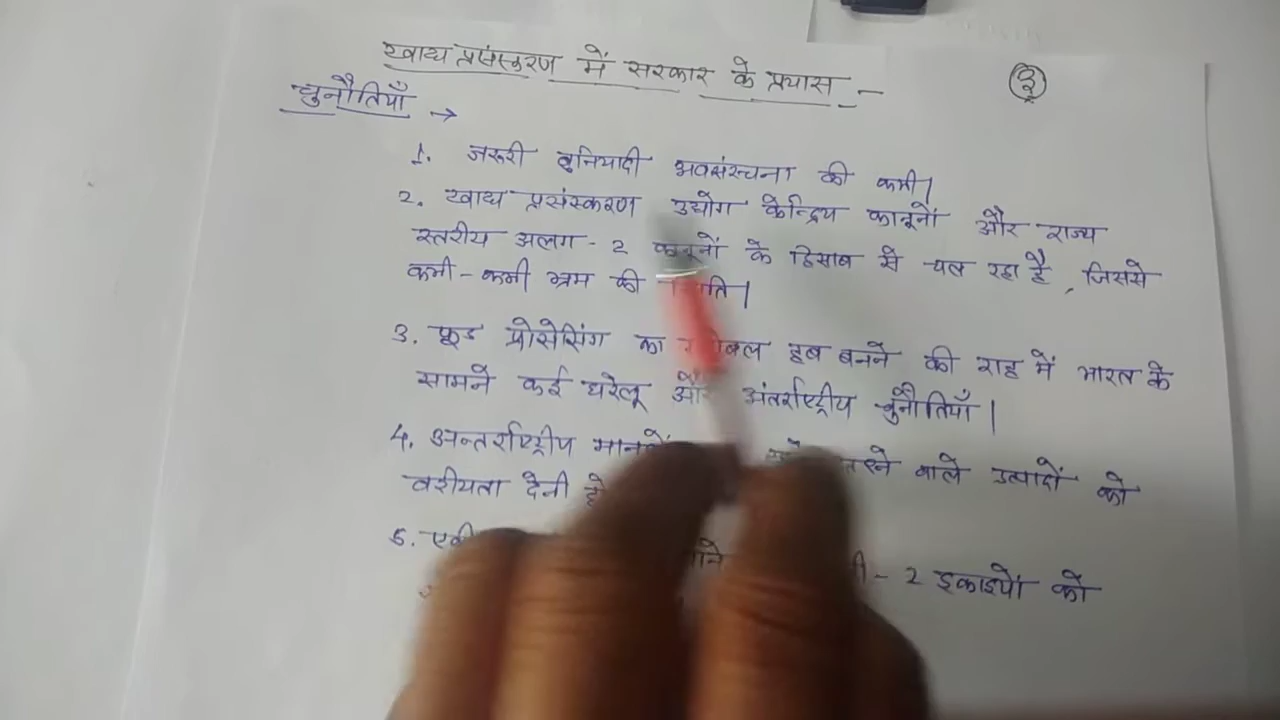 खाद्य प्रसंस्करण में सरकार के प्रयास -
३
चुनौतियाँ →
1. जरूरी बुनियादी अवसंरचना की कमी।
2. खाद्य प्रसंस्करण उद्योग केन्द्रिय कानूनों और राज्य
स्तरीय अलग - 2 कानूनों के हिसाब से चल रहा है, जिससे
कभी - कभी भ्रम की
3. फूड प्रोसेसिंग का हब बनने की राह में भारत के
सामने कई घरेलू और अंतर्राष्ट्रीय चुनौतियाँ।
4. अन्तर्राष्ट्रीय वाले उत्पादों को
वरीयता देनी
5. - 2 इकाइयों को